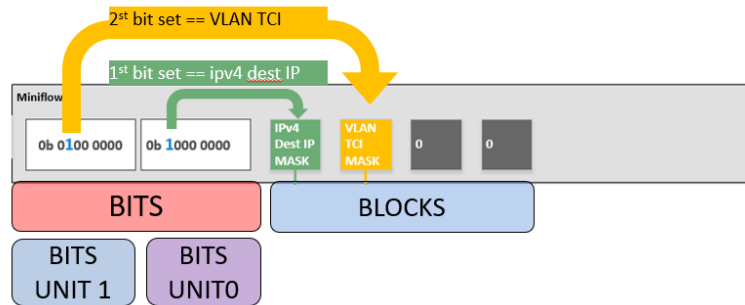 2st bit set == VLAN TCI
1st bit set == ipv4 dest IP
Miniflow
0b 0100 0000
0b 1000 0000
IPv4
Dest IP
MASK
VLAN
TCI
MASK
0
0
BITS
BLOCKS
BITS
UNIT 1
BITS
UNIT0